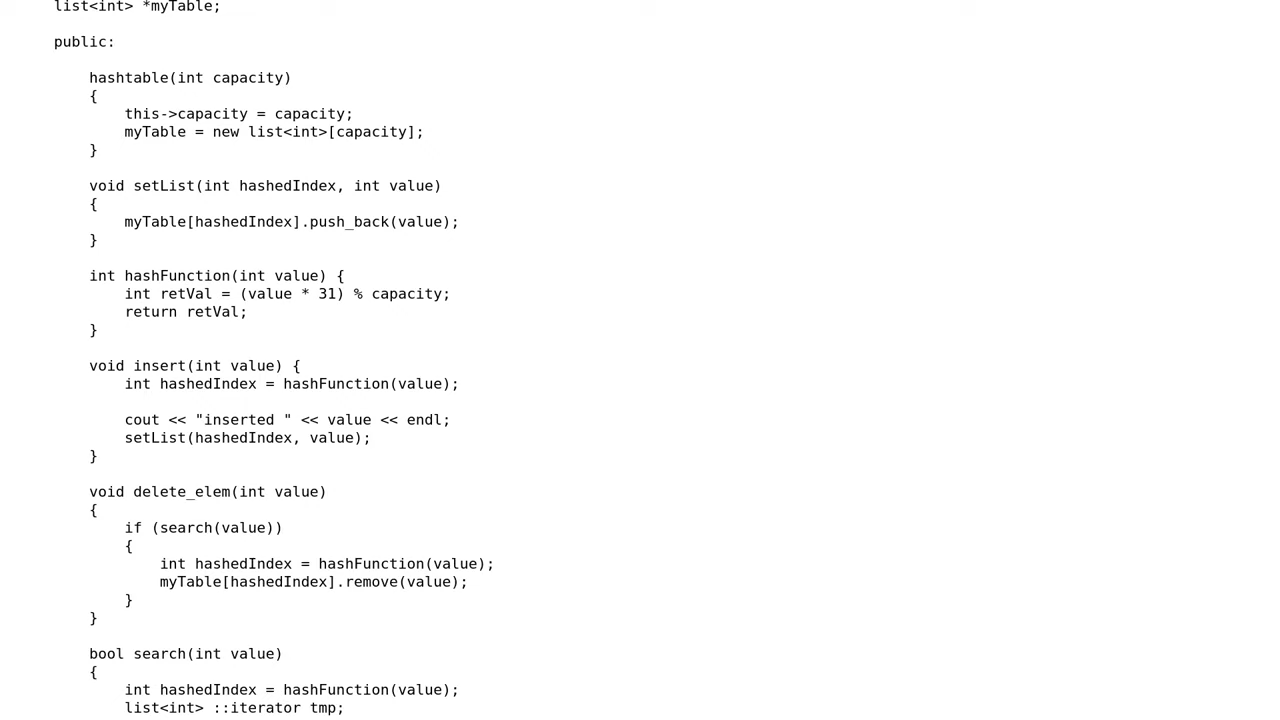 list<int> *myTable;
public:
hashtable(int capacity)
{
this->capacity = capacity;
myTable = new list<int>[capacity];
}
void setList(int hashedIndex, int value)
{
myTable[hashedIndex].push_back(value);
}
int hashFunction(int value) {
int retVal = (value * 31) % capacity;
return retVal;
}
void insert(int value) {
int hashedIndex = hashFunction(value);
cout << "inserted " << value << endl;
setList(hashedIndex, value);
}
void delete_elem(int value)
{
if (search(value))
{
int hashedIndex = hashFunction(value);
myTable[hashedIndex].remove(value);
}
}
bool search(int value)
{
int hashedIndex = hashFunction(value);
list<int> ::iterator tmp;